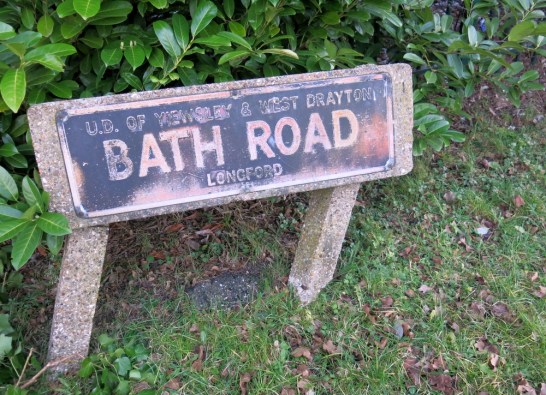 U.D. OF YIEWSLEY & WEST DRAYTON
BATH ROAD
LONGFORD